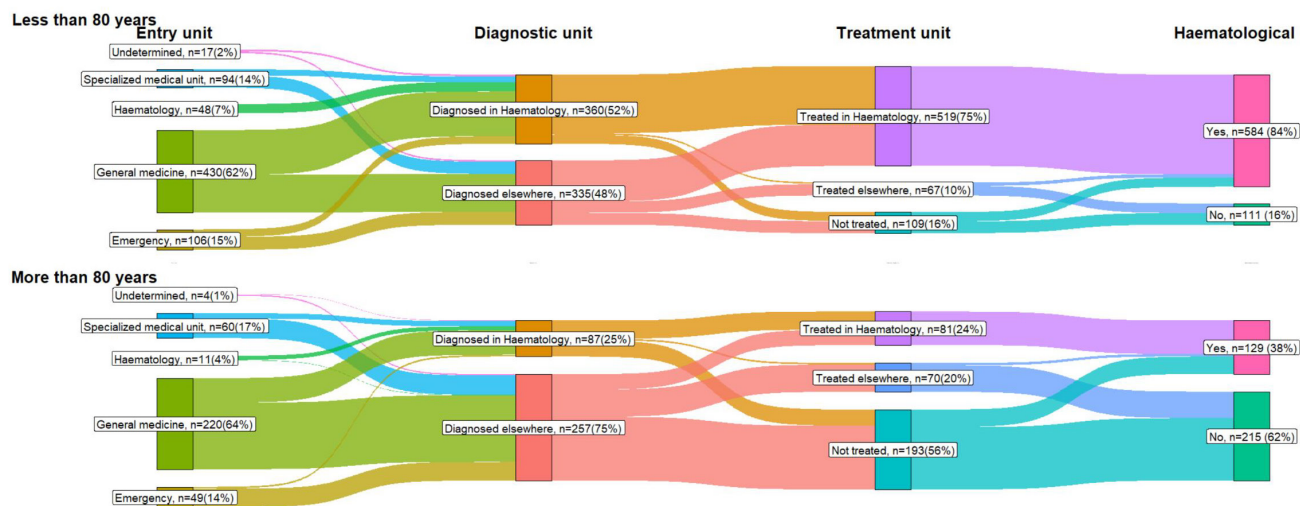 Less than 80 years
Entry unit
Diagnostic unit
Treatment unit
Haematological
Undetermined, n=17(2%)
Specialized medical unit, n=94(14%)
Haematology, n=48(7%)
General medicine, n=430(62%)
Emergency, n=106(15%)
Diagnosed in Haematology, n=360(52%)
Diagnosed elsewhere, n=335(48%)
Treated in Haematology, n=519(75%)
Treated elsewhere, n=67(10%)
Not treated, n=109(16%)
Yes, n=584 (84%)
No, n=111 (16%)
More than 80 years
Undetermined, n=4(1%)
Specialized medical unit, n=60(17%)
Haematology, n=11(4%)
General medicine, n=220(64%)
Emergency, n=49(14%)
Diagnosed in Haematology, n=87(25%)
Diagnosed elsewhere, n=257(75%)
Treated in Haematology, n=81(24%)
Treated elsewhere, n=70(20%)
Not treated, n=193(56%)
Yes, n=129 (38%)
No, n=215 (62%)